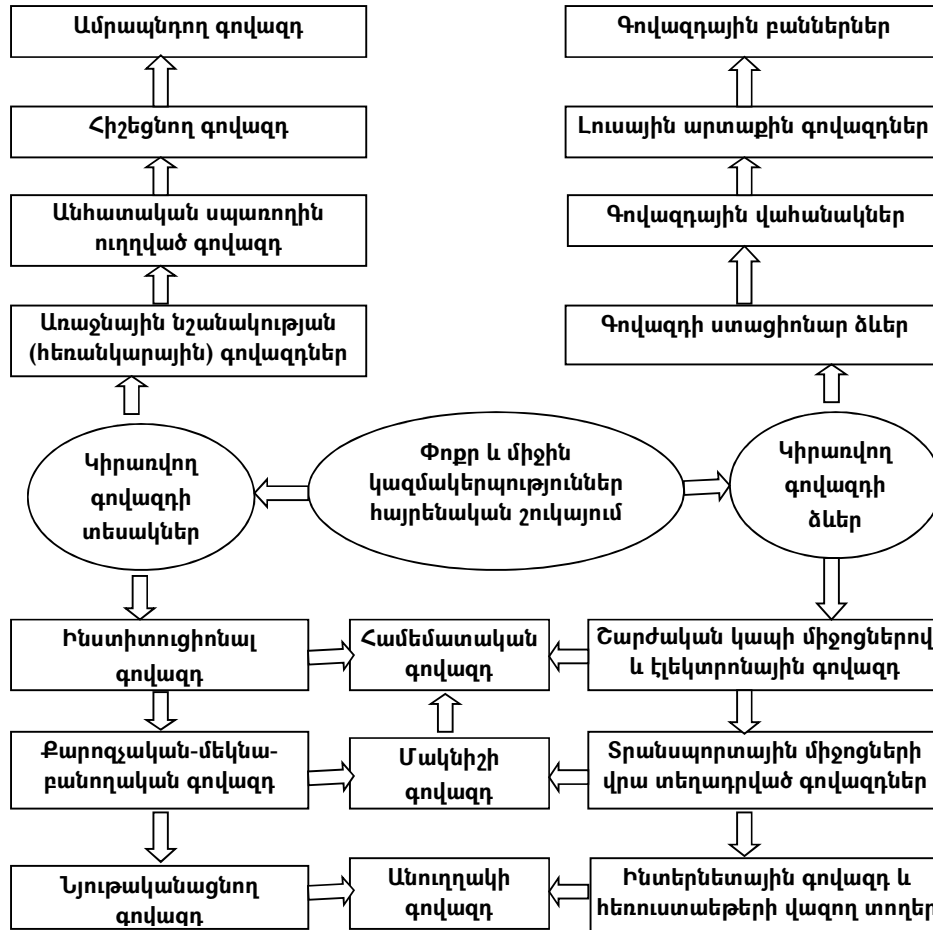 Ամրապնդող գովազդ
Գովազդային բաններներ
Հիշեցնող գովազդ
Լուսային արտաքին գովազդներ
Անհատական սպառողին
ուղղված գովազդ
Գովազդային վահանակներ
Առաջնային նշանակության
(հեռանկարային) գովազդներ
Գովազդի ստացիոնար ձևեր
Կիրառվող
գովազդի
տեսակներ
Փոքր և միջին
կազմակերպություններ
հայրենական շուկայում
Կիրառվող
գովազդի
ձևեր
Ինստիտուցիոնալ
գովազդ
Համեմատական
գովազդ
Շարժական կապի միջոցներով
և էլեկտրոնային գովազդ
Քարոզչական-մեկնա-
բանողական գովազդ
Մակնիշի
գովազդ
Տրանսպորտային միջոցների
վրա տեղադրված գովազդներ
Նյութականացնող
գովազդ
Անուղղակի
գովազդ
Ինտերնետային գովազդ և
հեռուստաեթերի վազող տողեր